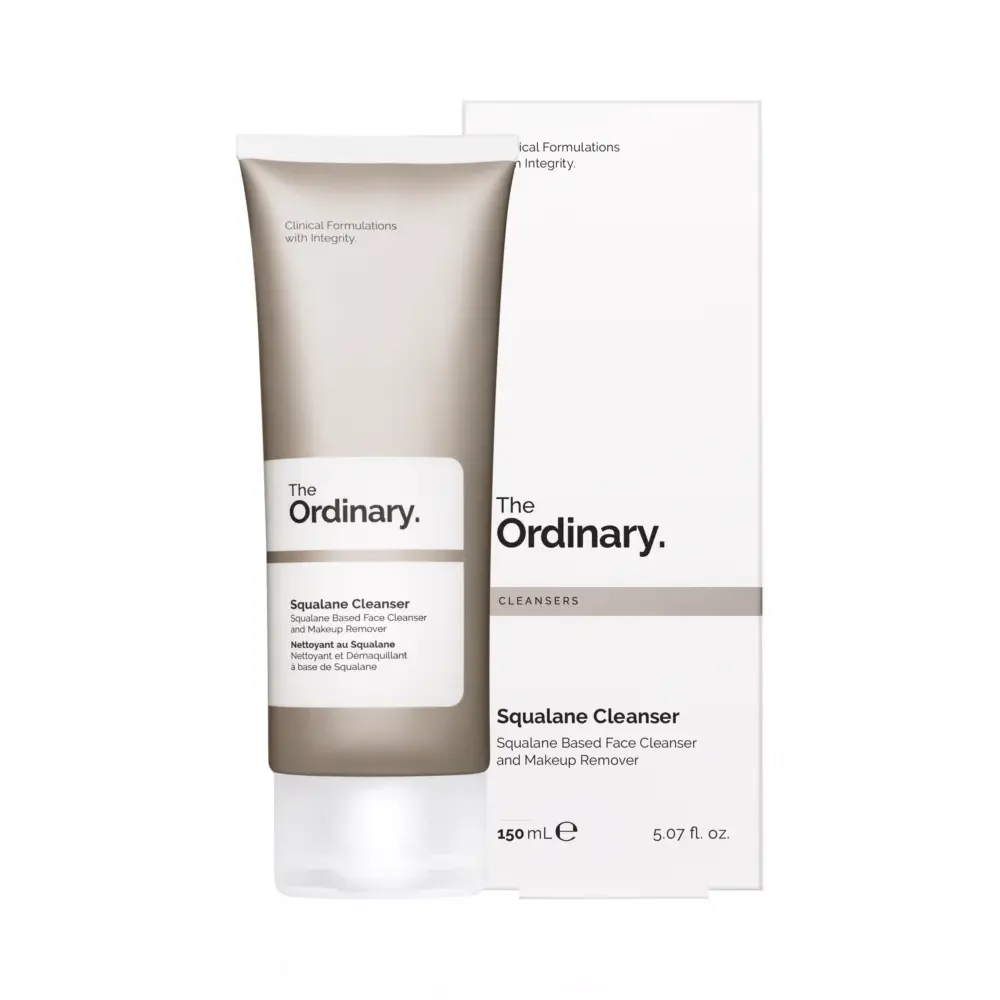 Clinical Formulations
with Integrity.
The
Ordinary.
Squalane Cleanser
Squalane Based Face Cleanser
and Makeup Remover
Nettoyant au Squalane
Nettoyant et Démaquillant
à base de Squalane
ical Formulations
Integrity.
The
Ordinary.
CLEANSERS
Squalane Cleanser
Squalane Based Face Cleanser
and Makeup Remover
150 mL ℮ 5.07 fl. oz.